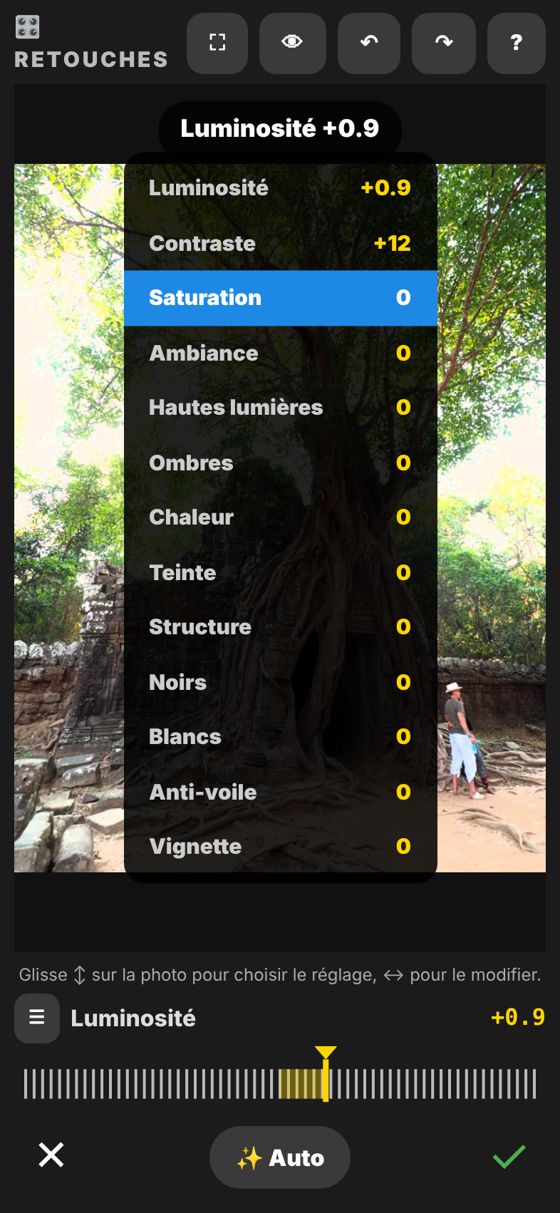 RETOUCHES
?
Luminosité +0.9
Luminosité +0.9
Contraste +12
Saturation 0
Ambiance 0
Hautes lumières 0
Ombres 0
Chaleur 0
Teinte 0
Structure 0
Noirs 0
Blancs 0
Anti-voile 0
Vignette 0
Glisse ↕ sur la photo pour choisir le réglage, ↔ pour le modifier.
Luminosité +0.9
✨ Auto